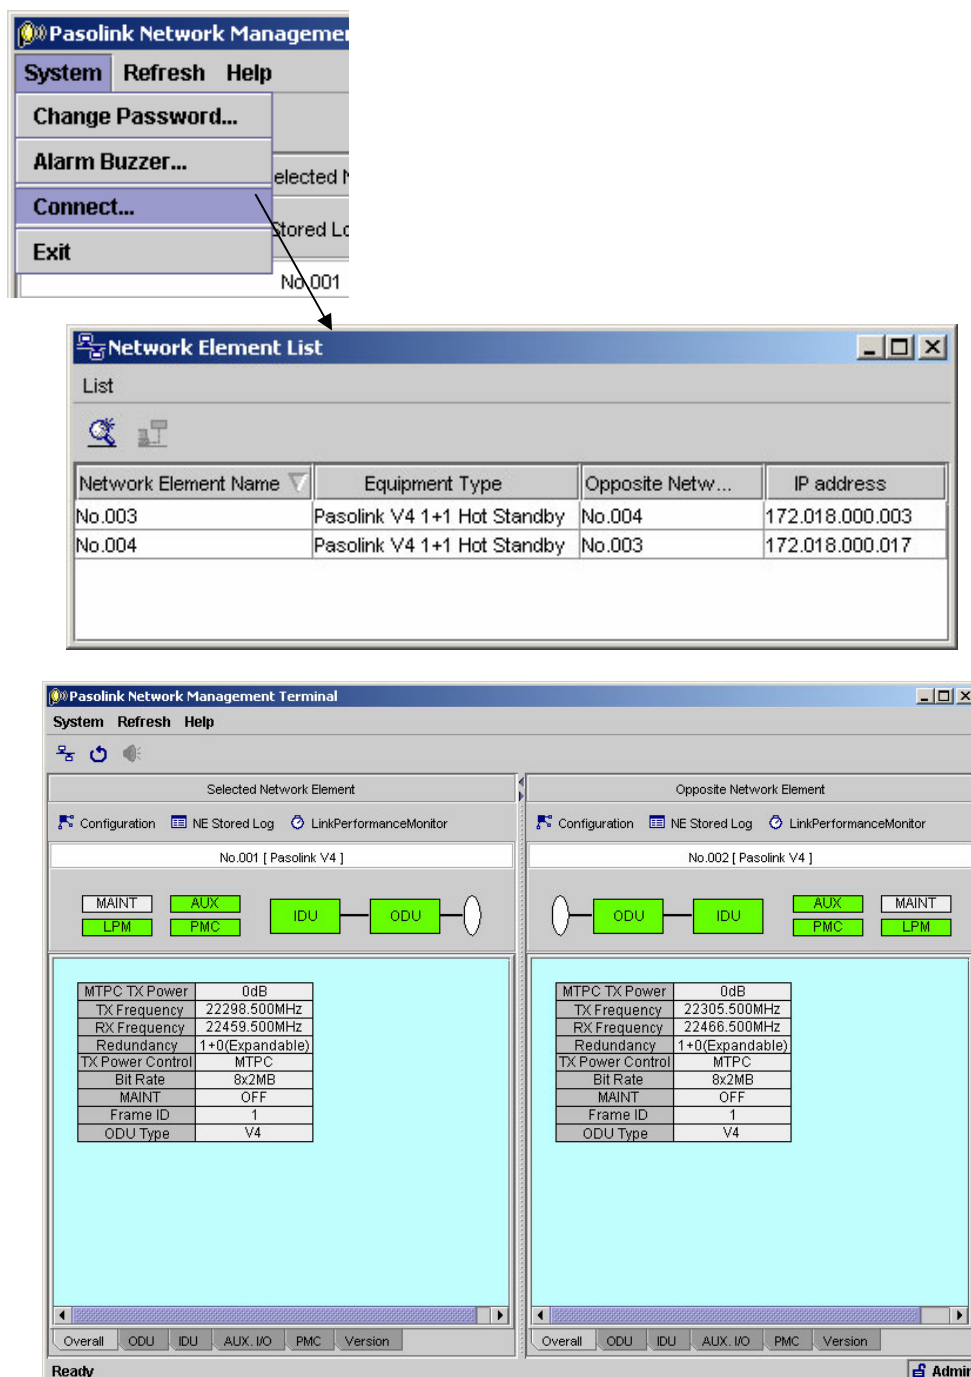 Pasolink Network Managemen
System Refresh Help
Change Password...
Alarm Buzzer...
elected N
Connect...
Stored Lo
Exit
No.001
Network Element List
List
Network Element Name Equipment Type Opposite Netw... IP address
No.003 Pasolink V4 1+1 Hot Standby No.004 172.018.000.003
No.004 Pasolink V4 1+1 Hot Standby No.003 172.018.000.017
Pasolink Network Management Terminal
System Refresh Help
Selected Network Element Opposite Network Element
Configuration NE Stored Log LinkPerformanceMonitor Configuration NE Stored Log LinkPerformanceMonitor
No.001 [ Pasolink V4 ] No.002 [ Pasolink V4 ]
MAINT AUX IDU ODU ODU IDU AUX MAINT
LPM PMC PMC LPM
MTPC TX Power 0dB MTPC TX Power 0dB
TX Frequency 22298.500MHz TX Frequency 22305.500MHz
RX Frequency 22459.500MHz RX Frequency 22466.500MHz
Redundancy 1+0(Expandable) Redundancy 1+0(Expandable)
TX Power Control MTPC TX Power Control MTPC
Bit Rate 8x2MB Bit Rate 8x2MB
MAINT OFF MAINT OFF
Frame ID 1 Frame ID 1
ODU Type V4 ODU Type V4
Overall ODU IDU AUX. I/O PMC Version Overall ODU IDU AUX. I/O PMC Version
Ready Admin